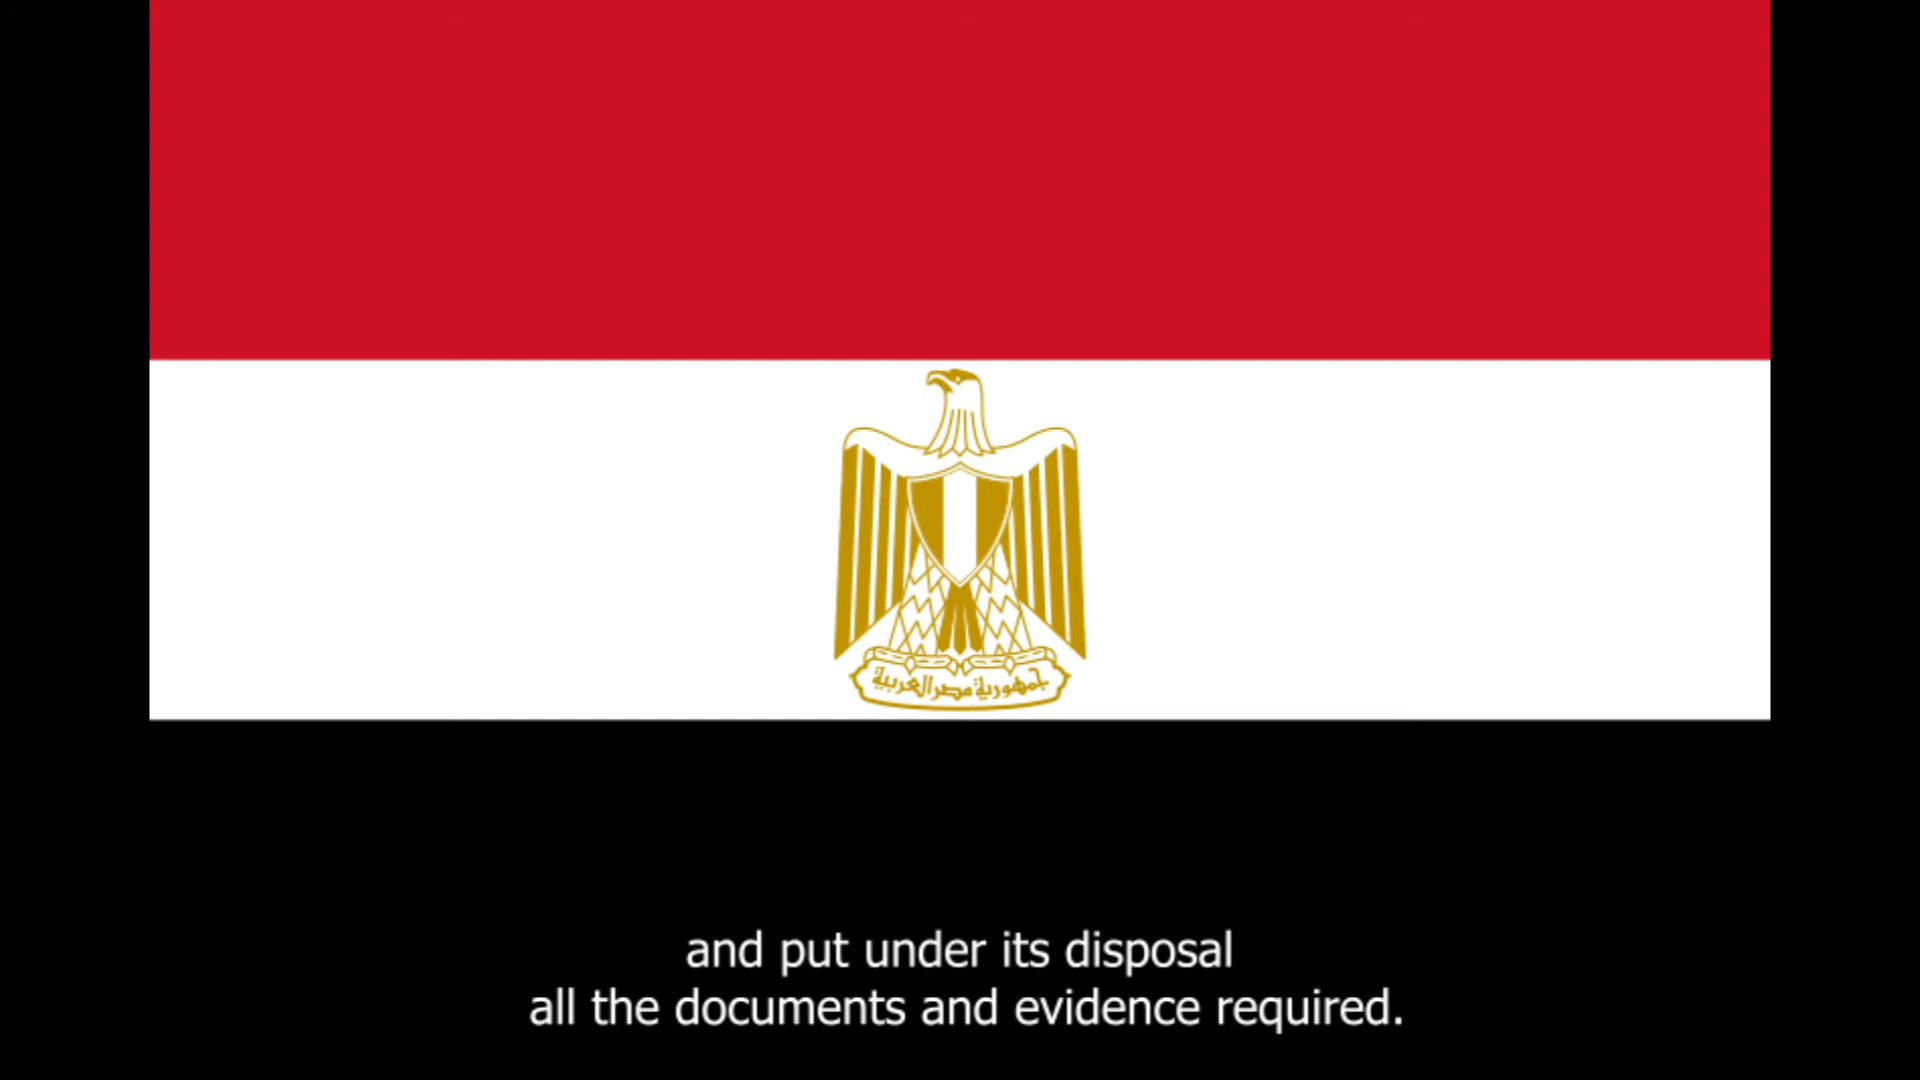 جمهورية مصر العربية
and put under its disposal
all the documents and evidence required.